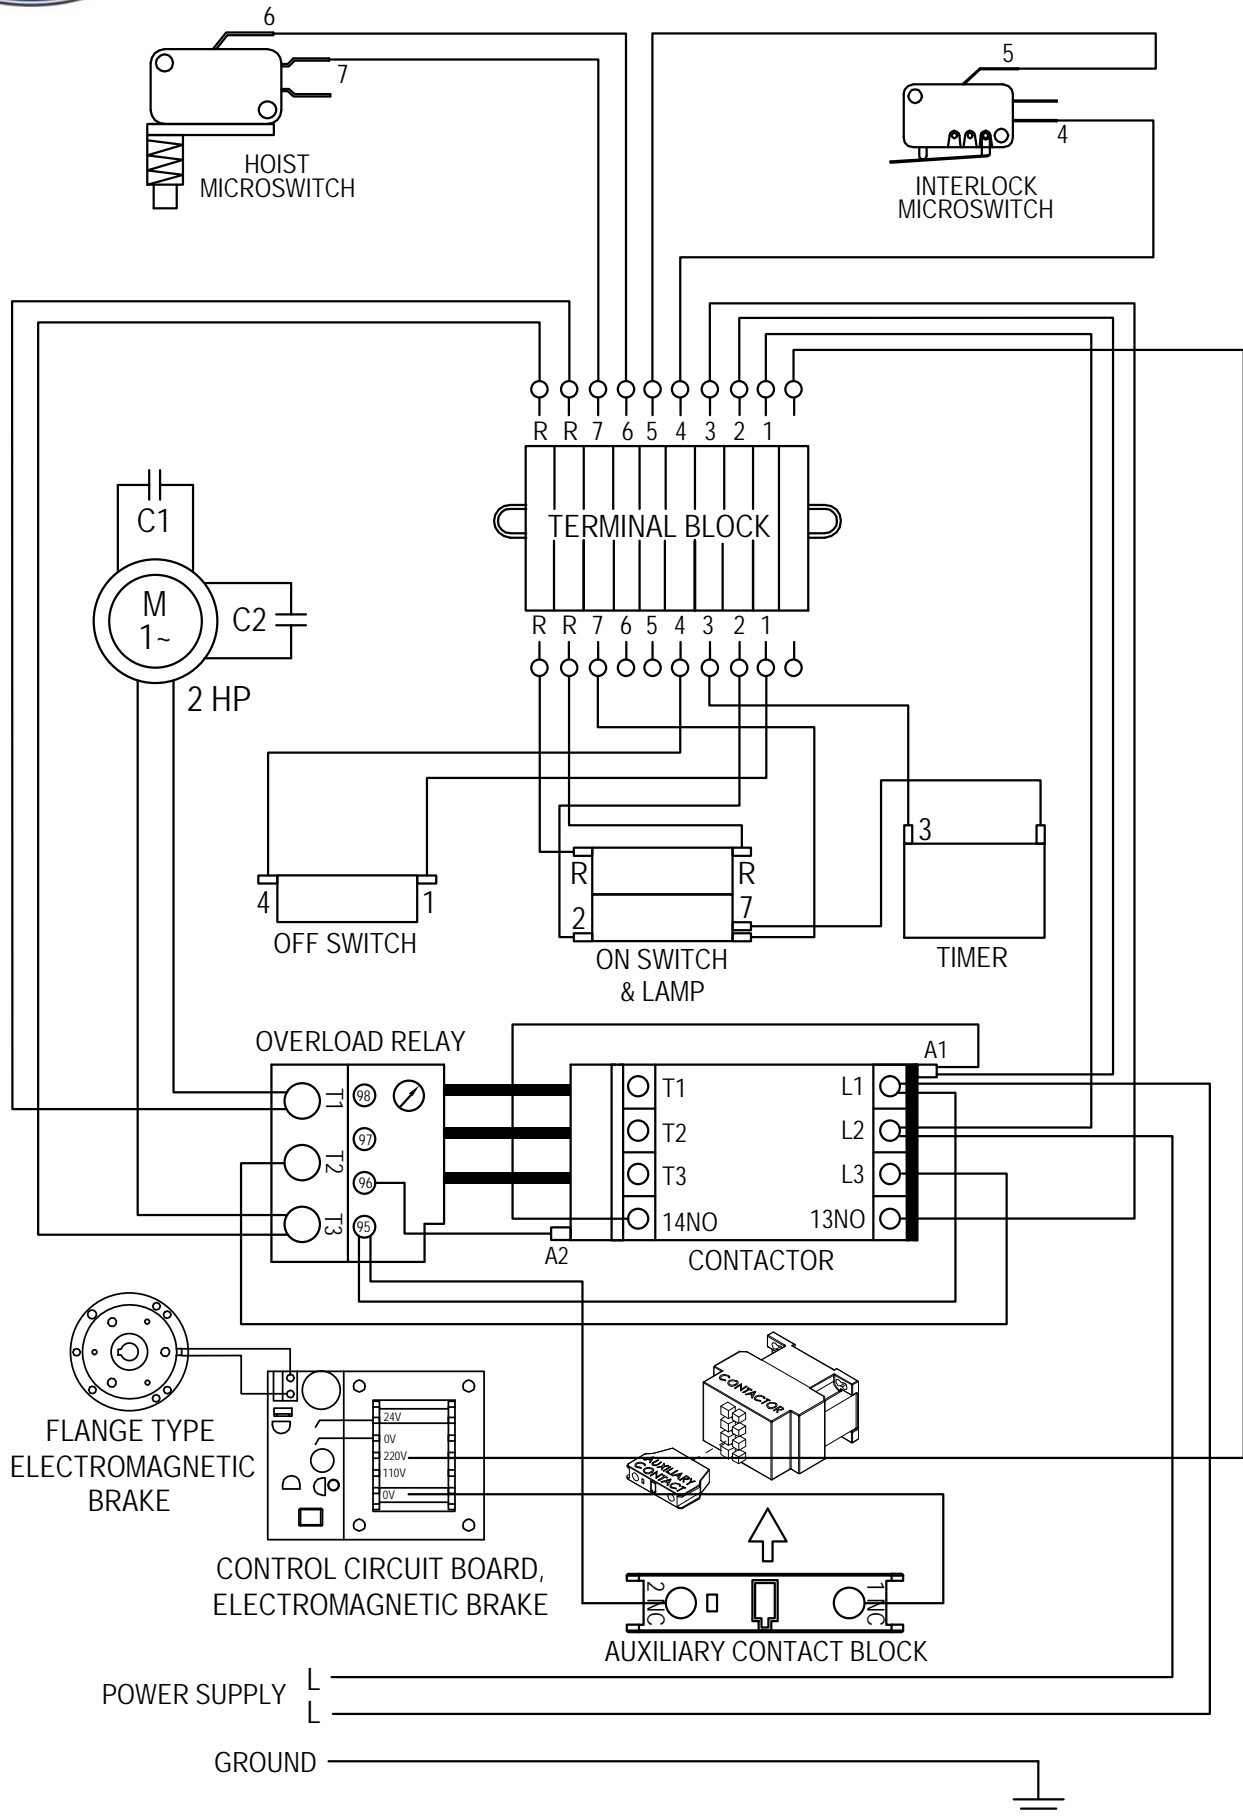 6
7
5
4
HOIST
MICROSWITCH
INTERLOCK
MICROSWITCH
R R 7 6 5 4 3 2 1
TERMINAL BLOCK
R R 7 6 5 4 3 2 1
C1
M
1~
C2
2 HP
3
4 1
OFF SWITCH
R R
2 7
ON SWITCH
& LAMP
TIMER
OVERLOAD RELAY
A1
T1 98
T2 97
96
T3 95
T1 L1
T2 L2
T3 L3
14NO 13NO
A2
CONTACTOR
CONTACTOR
AUXILIARY
CONTACT
24V
0V
220V
110V
0V
FLANGE TYPE
ELECTROMAGNETIC
BRAKE
CONTROL CIRCUIT BOARD,
ELECTROMAGNETIC BRAKE
2 NC 1 NC
AUXILIARY CONTACT BLOCK
POWER SUPPLY L
L
GROUND